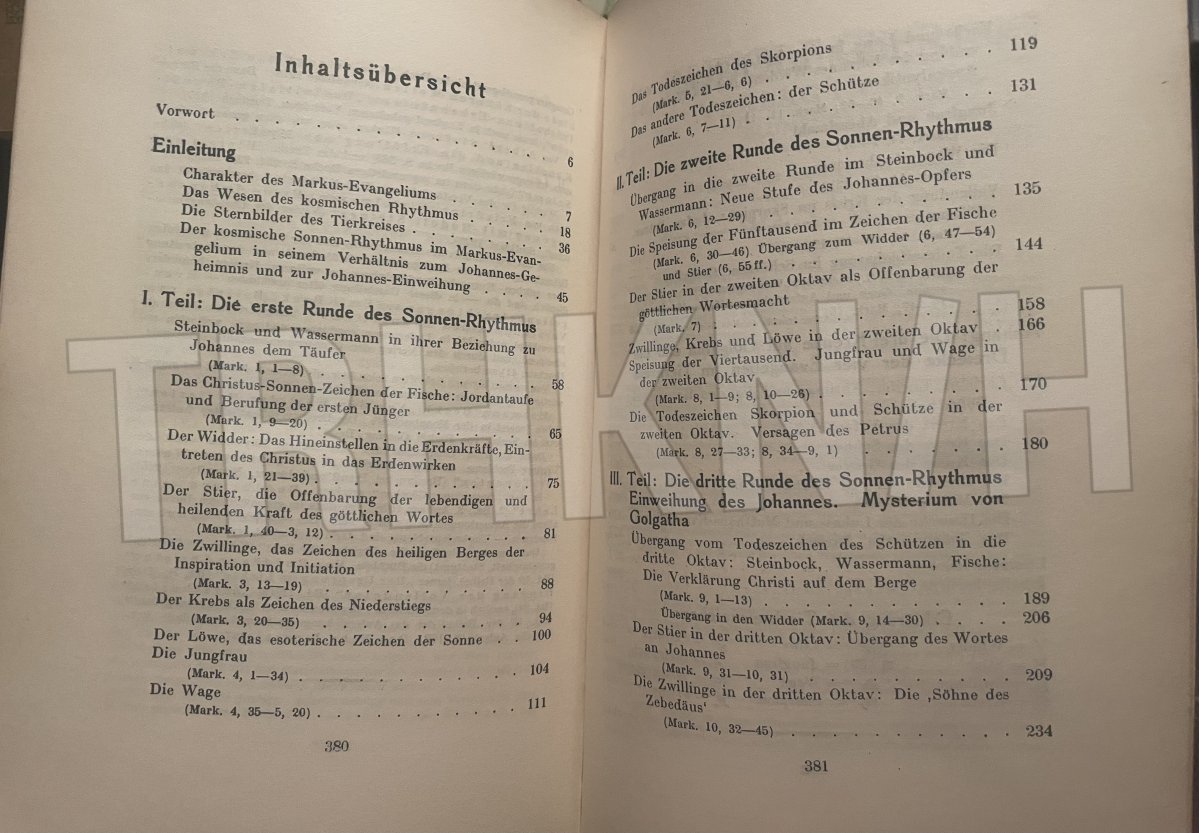 Inhaltsübersicht
Vorwort . . . . . . . . . . . . 6
Einleitung
Charakter des Markus-Evangeliums . . . . . 7
Das Wesen des kosmischen Rhythmus . . . . 18
Die Sternbilder des Tierkreises . . . . . . 36
Der kosmische Sonnen-Rhythmus im Markus-Evan-
gelium in seinem Verhältnis zum Johannes-Ge-
heimnis und zur Johannes-Einweihung . . . . 45
I. Teil: Die erste Runde des Sonnen-Rhythmus
Steinbock und Wassermann in ihrer Beziehung zu
Johannes dem Täufer
(Mark. 1, 1—8) . . . . . . . . . . 58
Das Christus-Sonnen-Zeichen der Fische: Jordantaufe
und Berufung der ersten Jünger
(Mark. 1, 9—20) . . . . . . . . . 65
Der Widder: Das Hineinstellen in die Erdenkräfte, Ein-
treten des Christus in das Erdenwirken
(Mark. 1, 21—39) . . . . . . . . . 75
Der Stier, die Offenbarung der lebendigen und
heilenden Kraft des göttlichen Wortes
(Mark. 1, 40—3, 12) . . . . . . . . 81
Die Zwillinge, das Zeichen des heiligen Berges der
Inspiration und Initiation
(Mark. 3, 13—19) . . . . . . . . . 88
Der Krebs als Zeichen des Niederstiegs
(Mark. 3, 20—35) . . . . . . . . . 94
Der Löwe, das esoterische Zeichen der Sonne . . 100
Die Jungfrau
(Mark. 4, 1—34) . . . . . . . . . 104
Die Wage
(Mark. 4, 35—5, 20) . . . . . . . . 111
380
Das Todeszeichen des Skorpions
(Mark. 5, 21—6, 6) . . . . . . . . . 119
Das andere Todeszeichen: der Schütze
(Mark. 6, 7—11) . . . . . . . . . . 131
II. Teil: Die zweite Runde des Sonnen-Rhythmus
Übergang in die zweite Runde im Steinbock und
Wassermann: Neue Stufe des Johannes-Opfers
(Mark. 6, 12—29) . . . . . . . . . 135
Die Speisung der Fünftausend im Zeichen der Fische
(Mark. 6, 30—46) Übergang zum Widder (6, 47—54)
und Stier (6, 55 ff.) . . . . . . . . 144
Der Stier in der zweiten Oktav als Offenbarung der
göttlichen Wortesmacht
(Mark. 7) . . . . . . . . . . . . 158
Zwillinge, Krebs und Löwe in der zweiten Oktav . 166
Speisung der Viertausend. Jungfrau und Wage in
der zweiten Oktav
(Mark. 8, 1—9; 8, 10—26) . . . . . . . 170
Die Todeszeichen Skorpion und Schütze in der
zweiten Oktav. Versagen des Petrus
(Mark. 8, 27—33; 8, 34—9, 1) . . . . . . 180
III. Teil: Die dritte Runde des Sonnen-Rhythmus
Einweihung des Johannes. Mysterium von
Golgatha
Übergang vom Todeszeichen des Schützen in die
dritte Oktav: Steinbock, Wassermann, Fische:
Die Verklärung Christi auf dem Berge
(Mark. 9, 1—13) . . . . . . . . . . 189
Übergang in den Widder (Mark. 9, 14—30) . . . . 206
Der Stier in der dritten Oktav: Übergang des Wortes
an Johannes
(Mark. 9, 31—10, 31) . . . . . . . . 209
Die Zwillinge in der dritten Oktav: Die ‚Söhne des
Zebedäus‘
(Mark. 10, 32—45) . . . . . . . . . 234
381
TRHKN/H